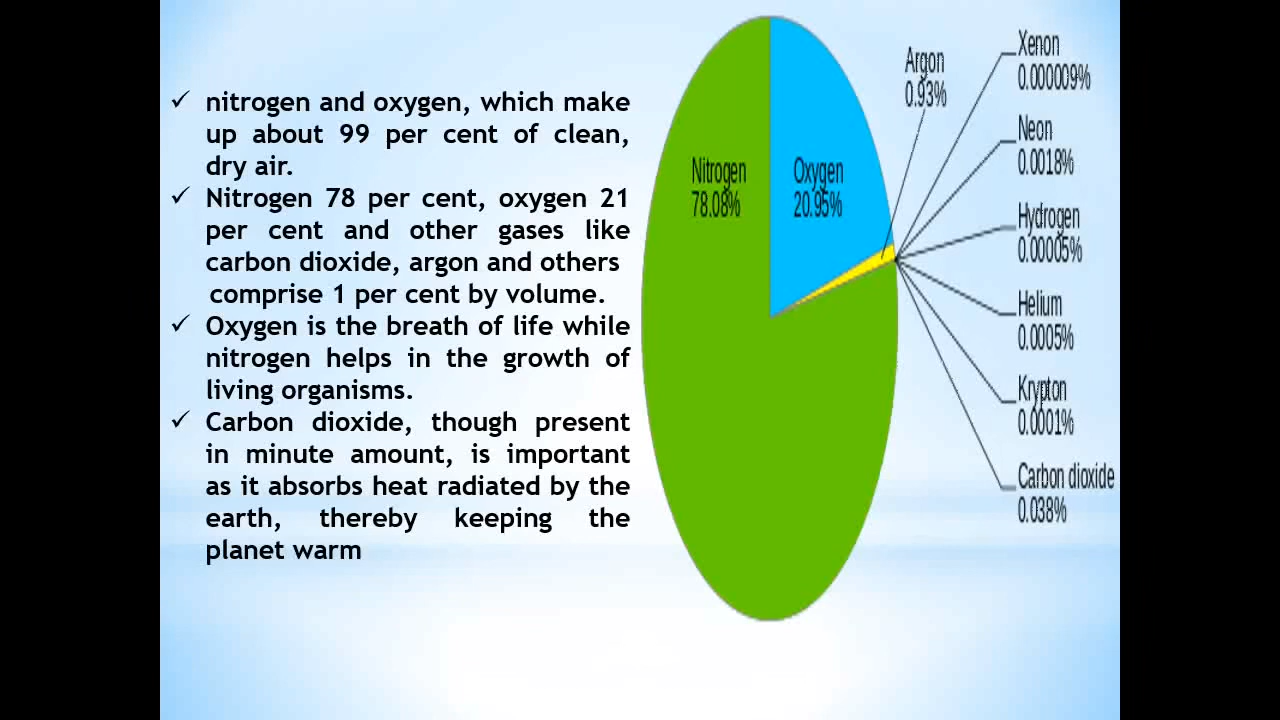 ✓ nitrogen and oxygen, which make
up about 99 per cent of clean,
dry air.
✓ Nitrogen 78 per cent, oxygen 21
per cent and other gases like
carbon dioxide, argon and others
comprise 1 per cent by volume.
✓ Oxygen is the breath of life while
nitrogen helps in the growth of
living organisms.
✓ Carbon dioxide, though present
in minute amount, is important
as it absorbs heat radiated by the
earth, thereby keeping the
planet warm
Nitrogen
78.08%
Oxygen
20.95%
Argon
0.93%
Xenon
0.000009%
Neon
0.0018%
Hydrogen
0.00005%
Helium
0.0005%
Krypton
0.0001%
Carbon dioxide
0.038%